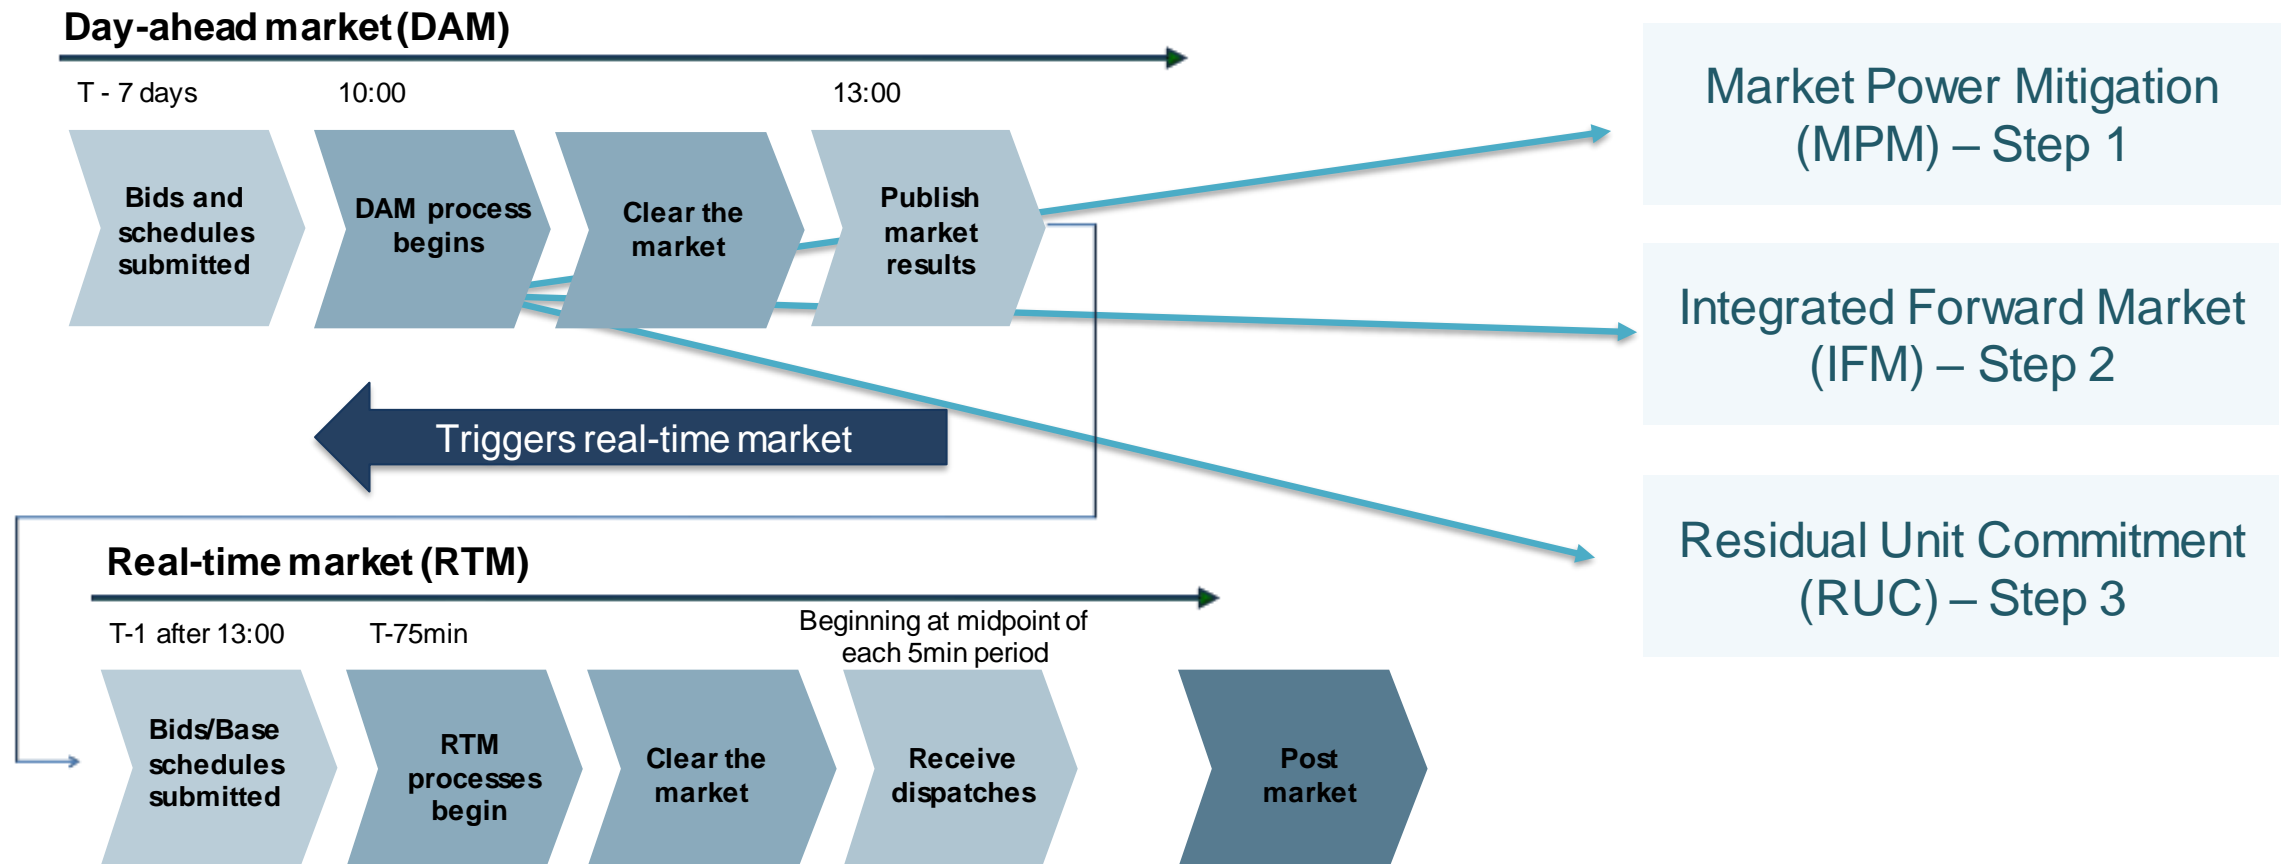 Day-ahead market (DAM)
T - 7 days
10:00
13:00
Bids and
schedules
submitted
DAM process
begins
Clear the
market
Publish
market
results
Market Power Mitigation
(MPM) – Step 1
Integrated Forward Market
(IFM) – Step 2
Residual Unit Commitment
(RUC) – Step 3
Triggers real-time market
Real-time market (RTM)
T-1 after 13:00
T-75min
Beginning at midpoint of
each 5min period
Bids/Base
schedules
submitted
RTM
processes
begin
Clear the
market
Receive
dispatches
Post
market